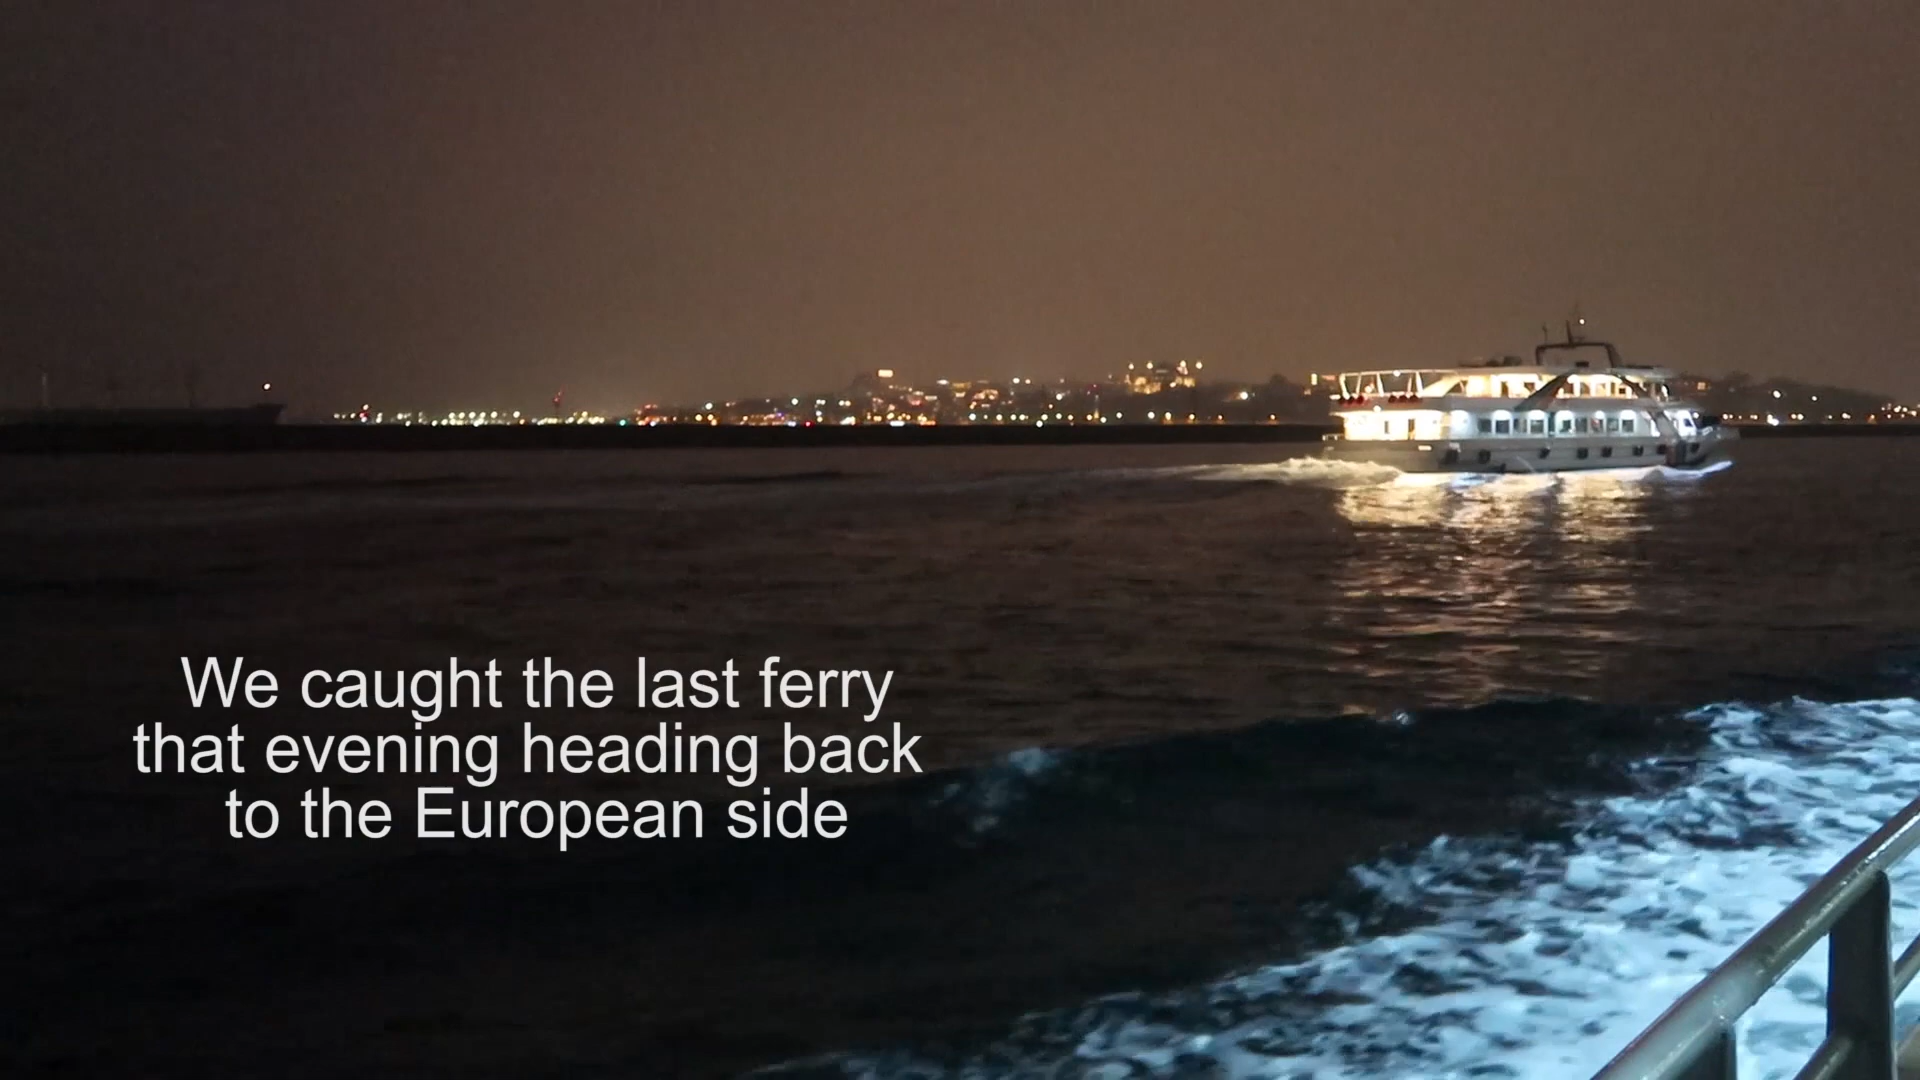 We caught the last ferry
that evening heading back
to the European side